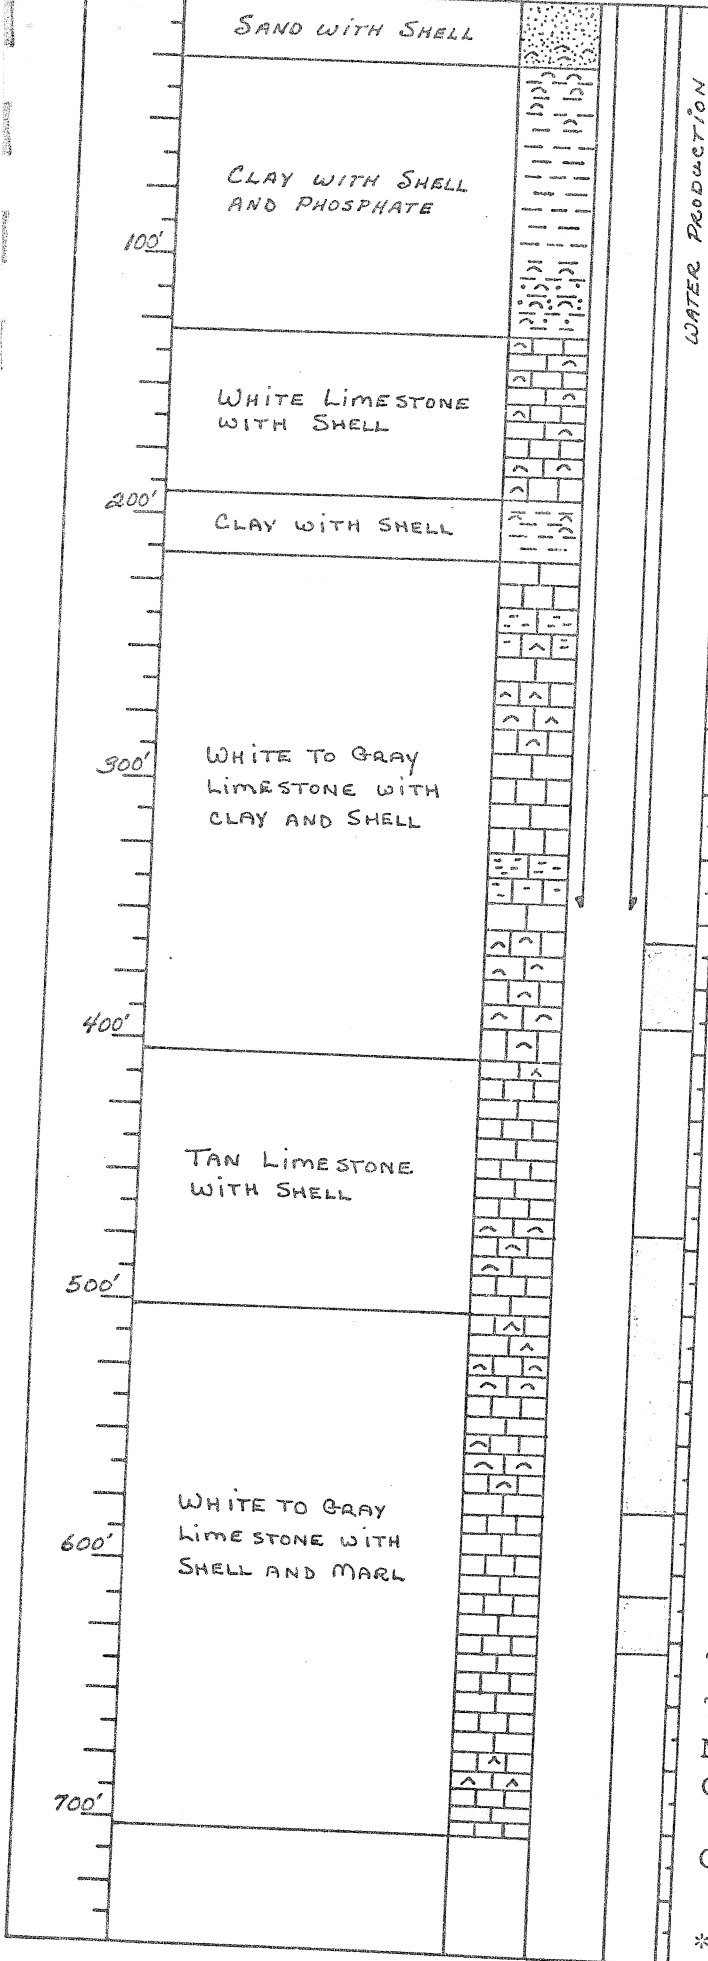 SAND WITH SHELL
CLAY WITH SHELL
AND PHOSPHATE
100'
WHITE LIMESTONE
WITH SHELL
200'
CLAY WITH SHELL
300'
WHITE TO GRAY
LIMESTONE WITH
CLAY AND SHELL
400'
TAN LIMESTONE
WITH SHELL
500'
WHITE TO GRAY
LIMESTONE WITH
SHELL AND MARL
600'
700'
WATER PRODUCTION
*